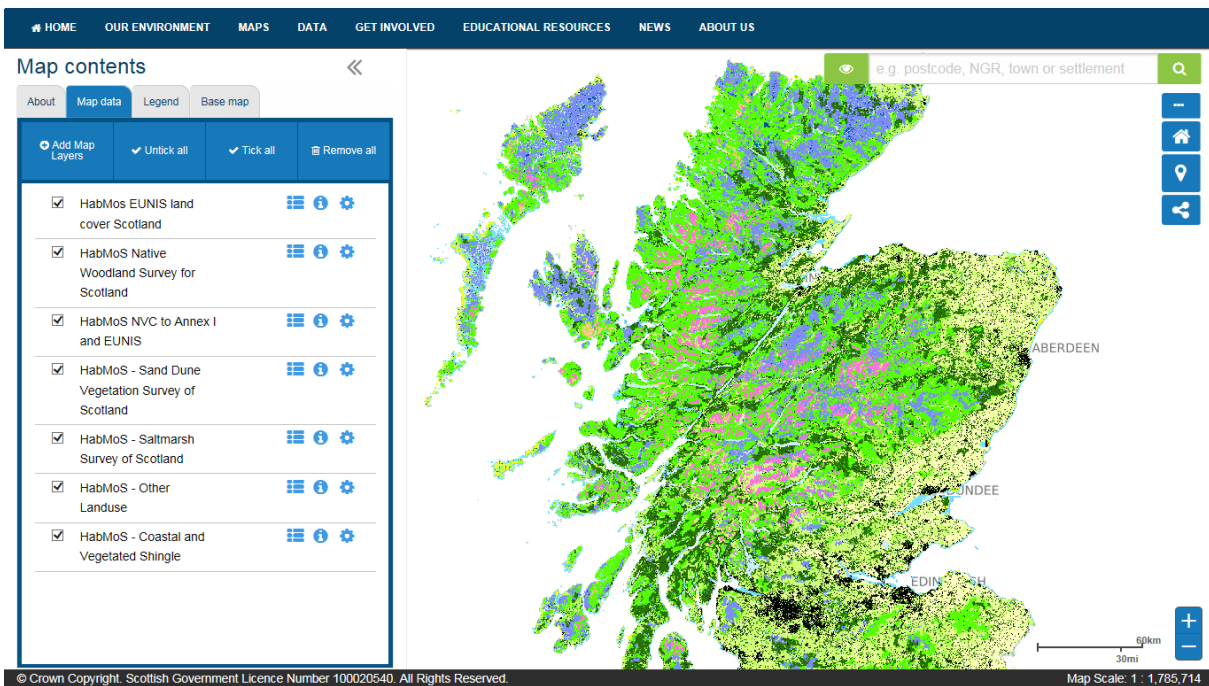 HOME OUR ENVIRONMENT MAPS DATA GET INVOLVED EDUCATIONAL RESOURCES NEWS ABOUT US
Map contents
e.g. postcode, NGR, town or settlement
About Map data Legend Base map
Add Map
Layers
Untick all
Tick all
Remove all
HabMos EUNIS land
cover Scotland
HabMoS Native
Woodland Survey for
Scotland
HabMoS NVC to Annex I
and EUNIS
HabMoS - Sand Dune
Vegetation Survey of
Scotland
HabMoS - Saltmarsh
Survey of Scotland
HabMoS - Other
Landuse
HabMoS - Coastal and
Vegetated Shingle
ABERDEEN
DUNDEE
60km
30mi
© Crown Copyright. Scottish Government Licence Number 100020540. All Rights Reserved.
Map Scale: 1 : 1,785,714